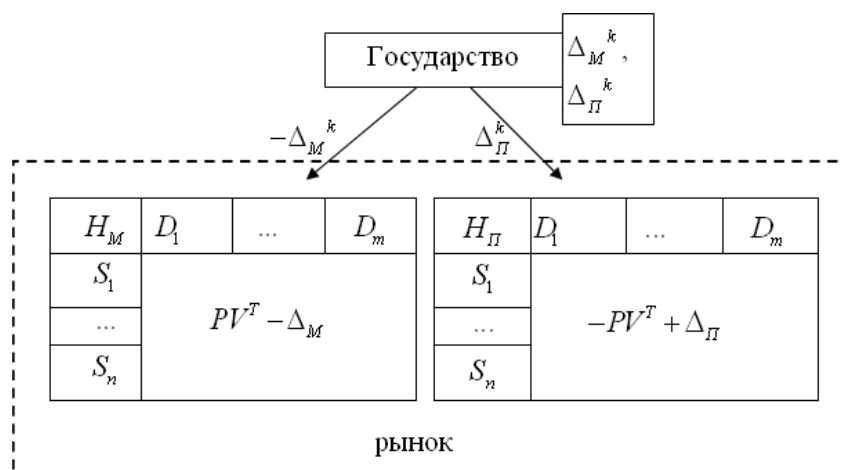 Государство
Δ_М^k,
Δ_П^k
−Δ_М^k
Δ_П^k
H_М D_1 ... D_m
S_1
...
S_n
PV^T − Δ_М
H_П D_1 ... D_m
S_1
...
S_n
−PV^T + Δ_П
рынок